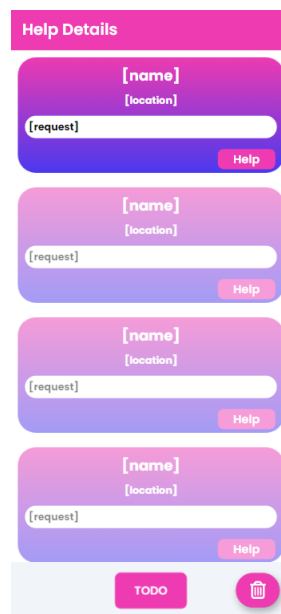 Help Details
[name]
[location]
[request]
Help
[name]
[location]
[request]
Help
[name]
[location]
[request]
Help
[name]
[location]
[request]
Help
TODO